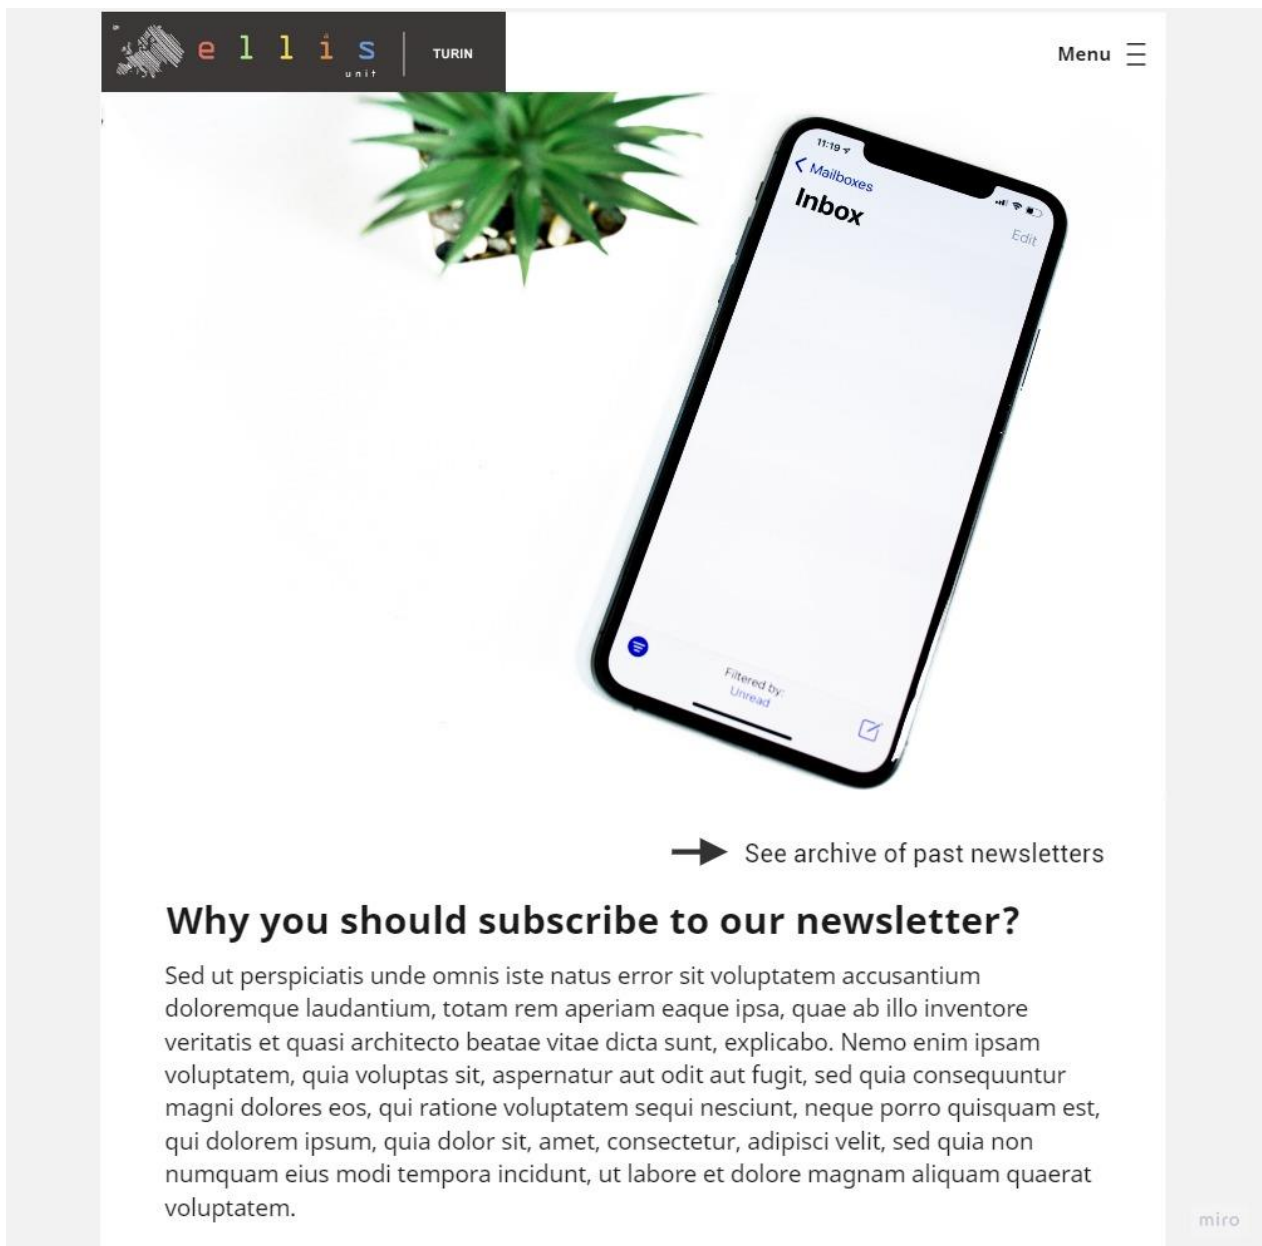 ellis
unit
TURIN
Menu
11:19
Mailboxes
Inbox
Edit
Filtered by:
Unread
See archive of past newsletters
Why you should subscribe to our newsletter?
Sed ut perspiciatis unde omnis iste natus error sit voluptatem accusantium
doloremque laudantium, totam rem aperiam eaque ipsa, quae ab illo inventore
veritatis et quasi architecto beatae vitae dicta sunt, explicabo. Nemo enim ipsam
voluptatem, quia voluptas sit, aspernatur aut odit aut fugit, sed quia consequuntur
magni dolores eos, qui ratione voluptatem sequi nesciunt, neque porro quisquam est,
qui dolorem ipsum, quia dolor sit, amet, consectetur, adipisci velit, sed quia non
numquam eius modi tempora incidunt, ut labore et dolore magnam aliquam quaerat
voluptatem.
miro